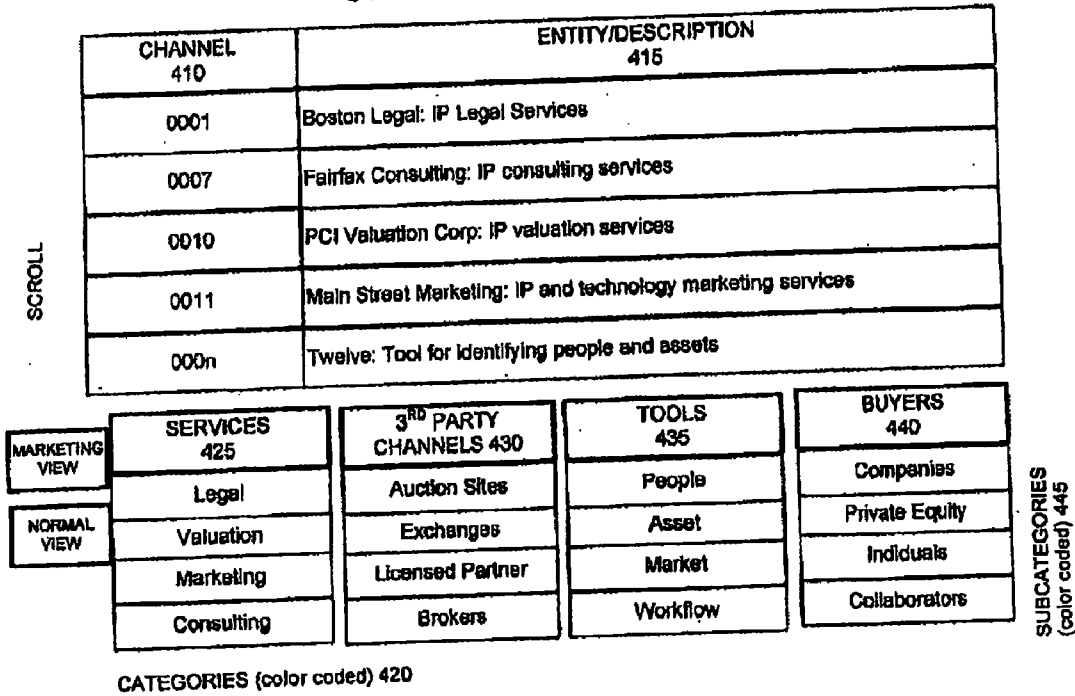 CHANNEL
410
ENTITY/DESCRIPTION
415
0001
Boston Legal: IP Legal Services
0007
Fairfax Consulting: IP consulting services
0010
PCI Valuation Corp: IP valuation services
0011
Main Street Marketing: IP and technology marketing services
000n
Twelve: Tool for identifying people and assets
SCROLL
MARKETING
VIEW
NORMAL
VIEW
SERVICES
425
Legal
Valuation
Marketing
Consulting
3RD PARTY
CHANNELS 430
Auction Sites
Exchanges
Licensed Partner
Brokers
TOOLS
435
People
Asset
Market
Workflow
BUYERS
440
Companies
Private Equity
Indiduals
Collaborators
SUBCATEGORIES
(color coded) 445
CATEGORIES (color coded) 420